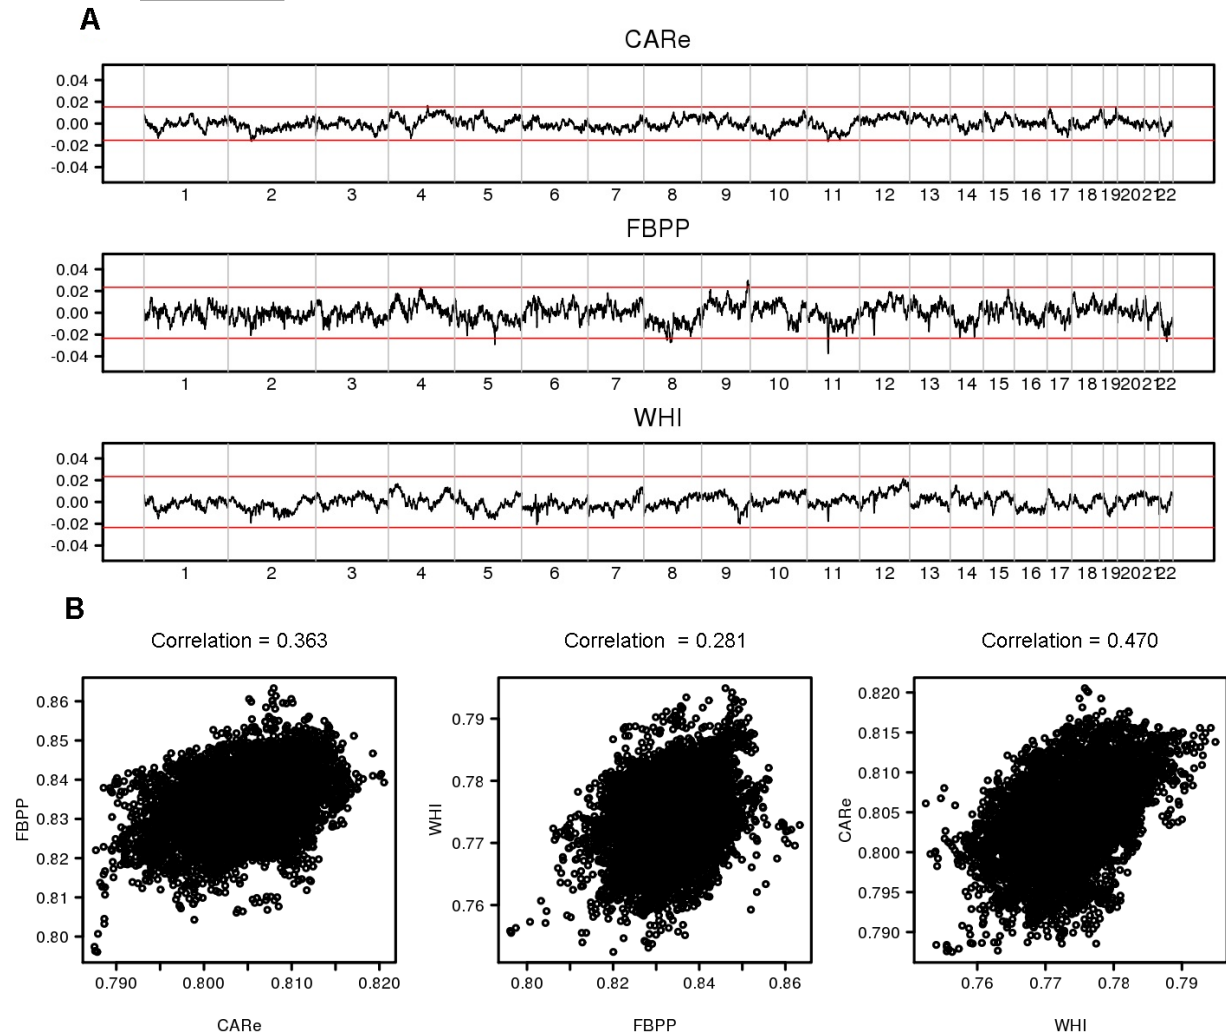 A
CARe
0.04
0.02
0.00
-0.02
-0.04
1 2 3 4 5 6 7 8 9 10 11 12 13 14 15 16 17 18 19 20 21 22
FBPP
0.04
0.02
0.00
-0.02
-0.04
1 2 3 4 5 6 7 8 9 10 11 12 13 14 15 16 17 18 19 20 21 22
WHI
0.04
0.02
0.00
-0.02
-0.04
1 2 3 4 5 6 7 8 9 10 11 12 13 14 15 16 17 18 19 20 21 22
B
Correlation = 0.363
0.86
0.85
0.84
0.83
0.82
0.81
0.80
FBPP
0.790 0.800 0.810 0.820
CARe
Correlation = 0.281
0.79
0.78
0.77
0.76
WHI
0.80 0.82 0.84 0.86
FBPP
Correlation = 0.470
0.820
0.815
0.810
0.805
0.800
0.795
0.790
CARe
0.76 0.77 0.78 0.79
WHI